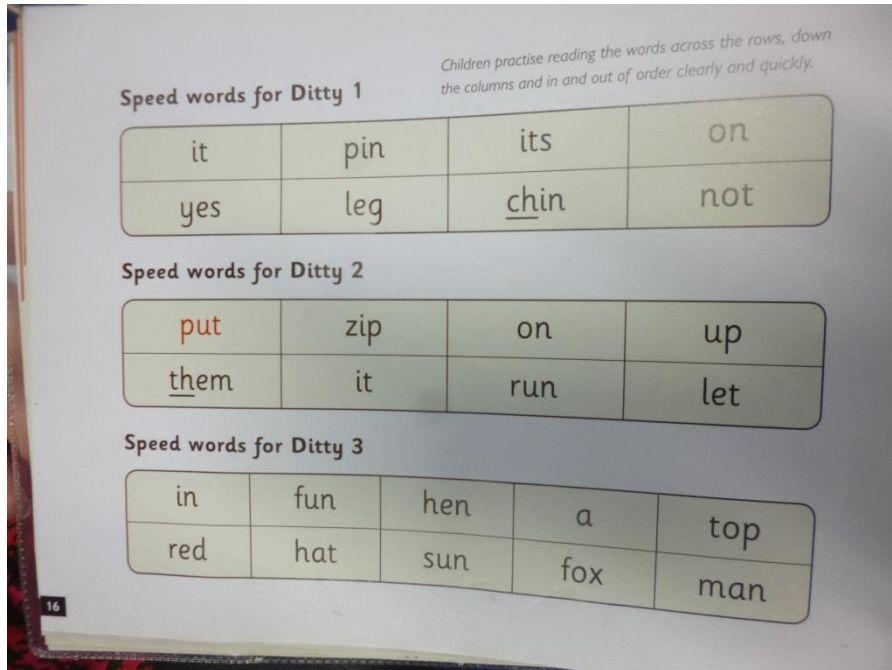 Children practise reading the words across the rows, down
the columns and in and out of order clearly and quickly.
Speed words for Ditty 1
it pin its on
yes leg chin not
Speed words for Ditty 2
put zip on up
them it run let
Speed words for Ditty 3
in fun hen a top
red hat sun fox man
16